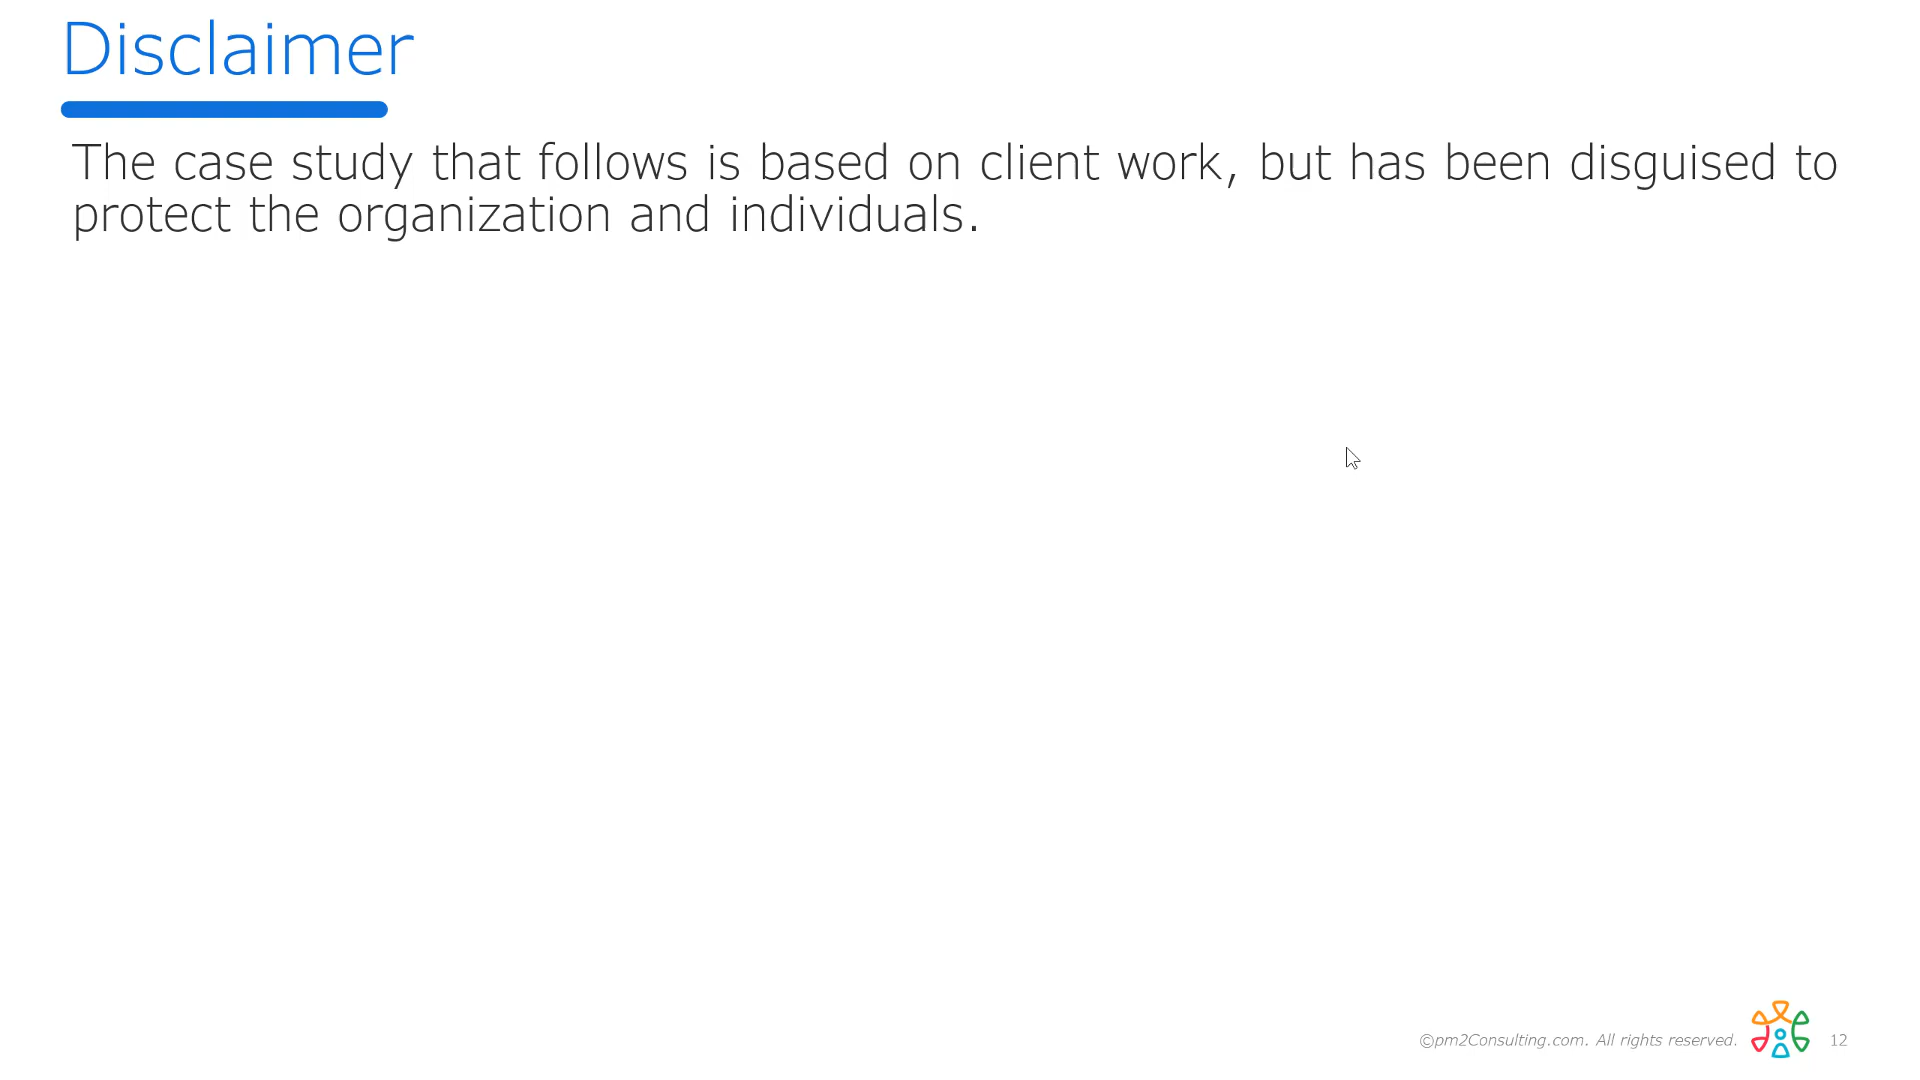 Disclaimer
The case study that follows is based on client work, but has been disguised to
protect the organization and individuals.
©pm2Consulting.com. All rights reserved.
12